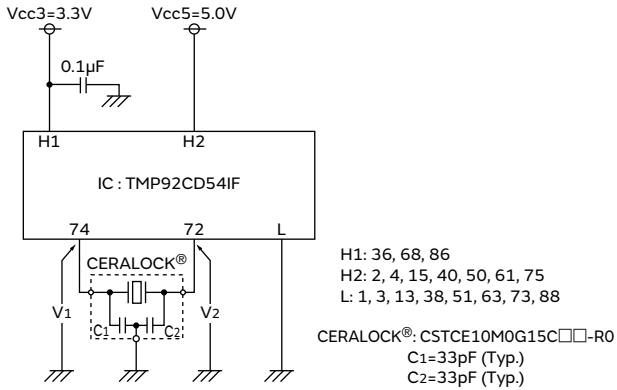 Vcc3=3.3V Vcc5=5.0V
0.1µF
H1 H2
IC : TMP92CD54IF
74 72 L
CERALOCK®
V1 C1 C2 V2
H1: 36, 68, 86
H2: 2, 4, 15, 40, 50, 61, 75
L: 1, 3, 13, 38, 51, 63, 73, 88
CERALOCK®: CSTCE10M0G15C□□-R0
C1=33pF (Typ.)
C2=33pF (Typ.)